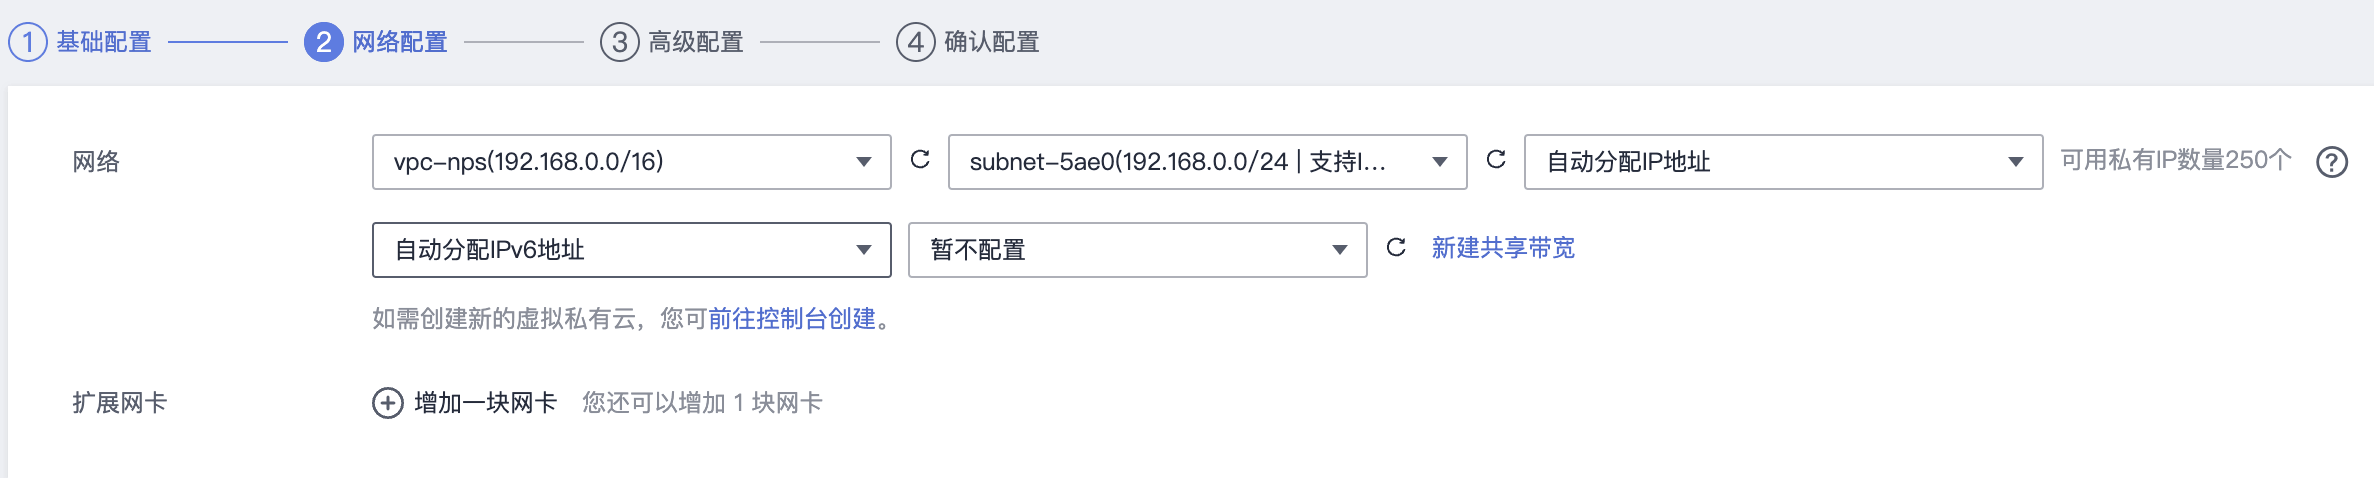 1 基础配置 2 网络配置 3 高级配置 4 确认配置
网络 vpc-nps(192.168.0.0/16) subnet-5ae0(192.168.0.0/24 | 支持I... 自动分配IP地址 可用私有IP数量250个 ?
自动分配IPv6地址 暂不配置 新建共享带宽
如需创建新的虚拟私有云，您可前往控制台创建。
扩展网卡 增加一块网卡 您还可以增加 1 块网卡